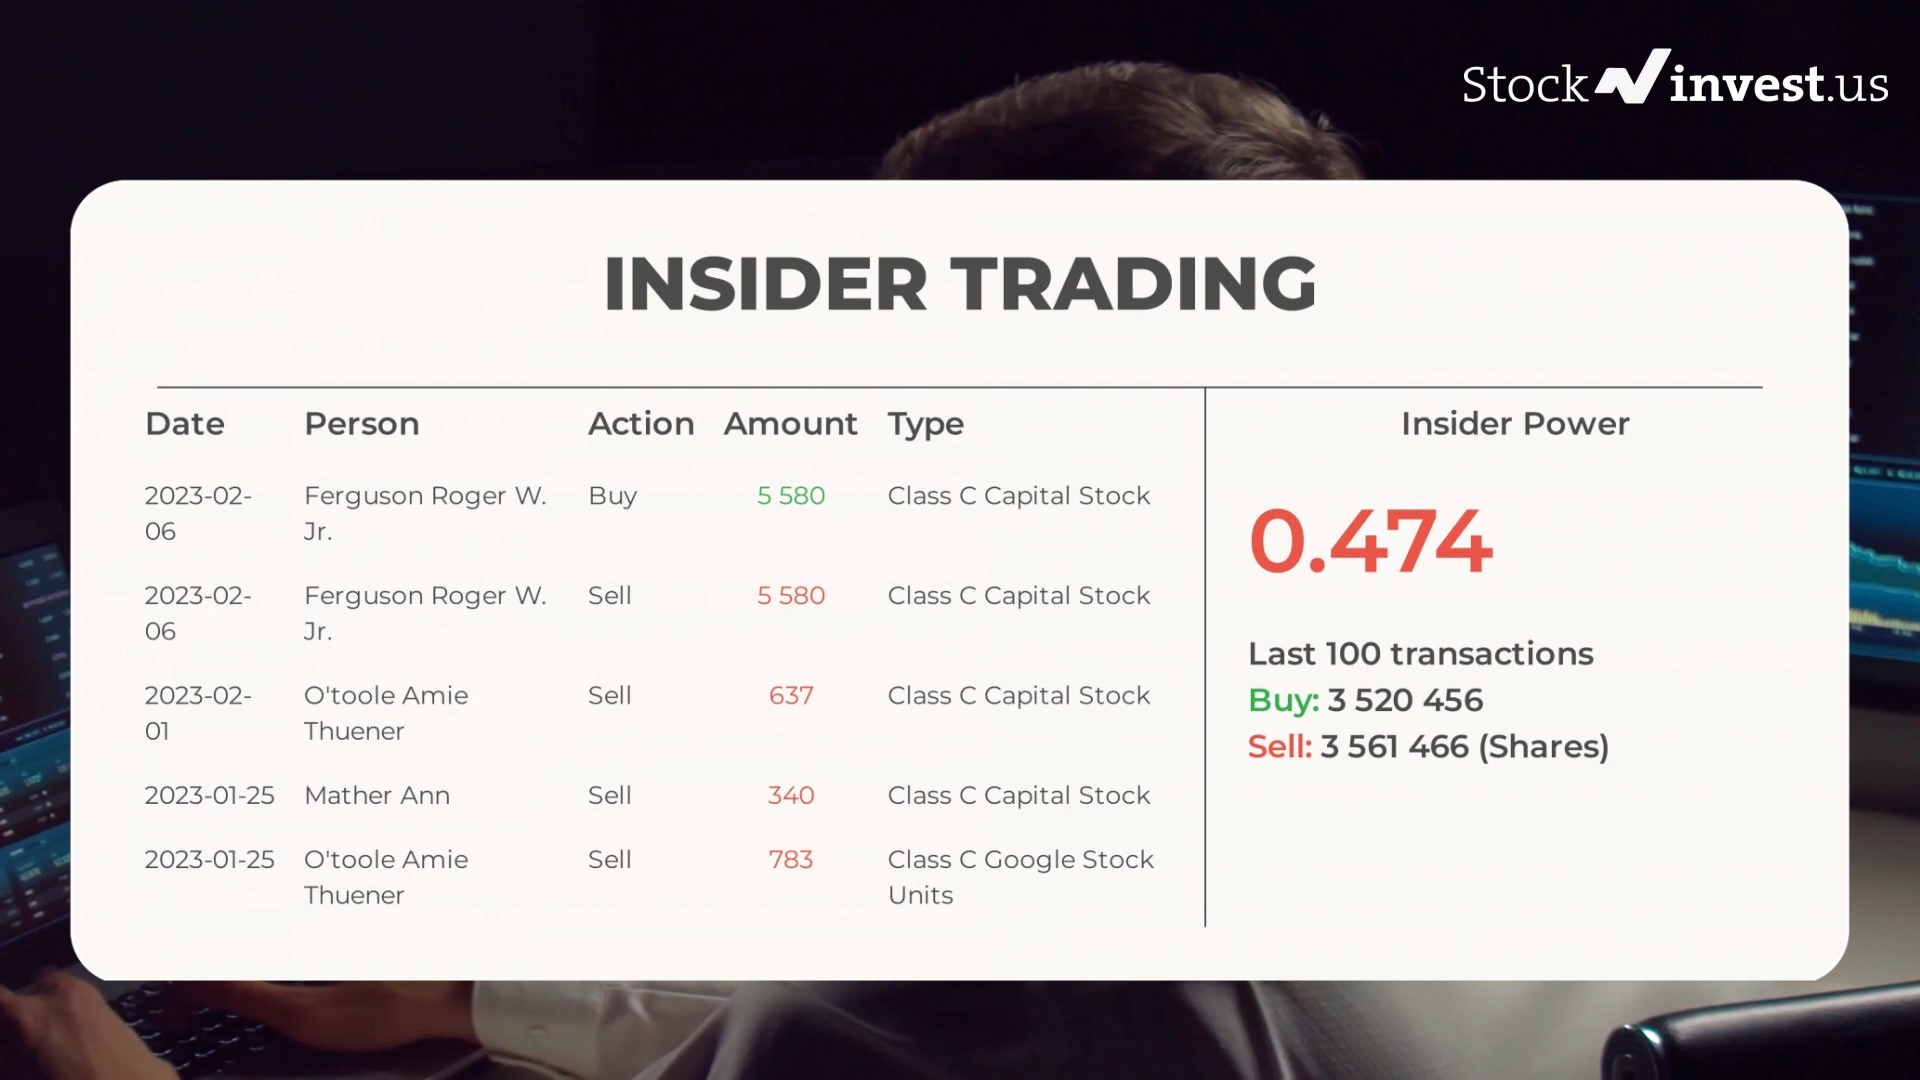 Stock invest.us
INSIDER TRADING
Date Person Action Amount Type
2023-02-
06
Ferguson Roger W.
Jr.
Buy
5 580
Class C Capital Stock
2023-02-
06
Ferguson Roger W.
Jr.
Sell
5 580
Class C Capital Stock
2023-02-
01
O'toole Amie
Thuener
Sell
637
Class C Capital Stock
2023-01-25
Mather Ann
Sell
340
Class C Capital Stock
2023-01-25
O'toole Amie
Thuener
Sell
783
Class C Google Stock
Units
Insider Power
0.474
Last 100 transactions
Buy: 3 520 456
Sell: 3 561 466 (Shares)